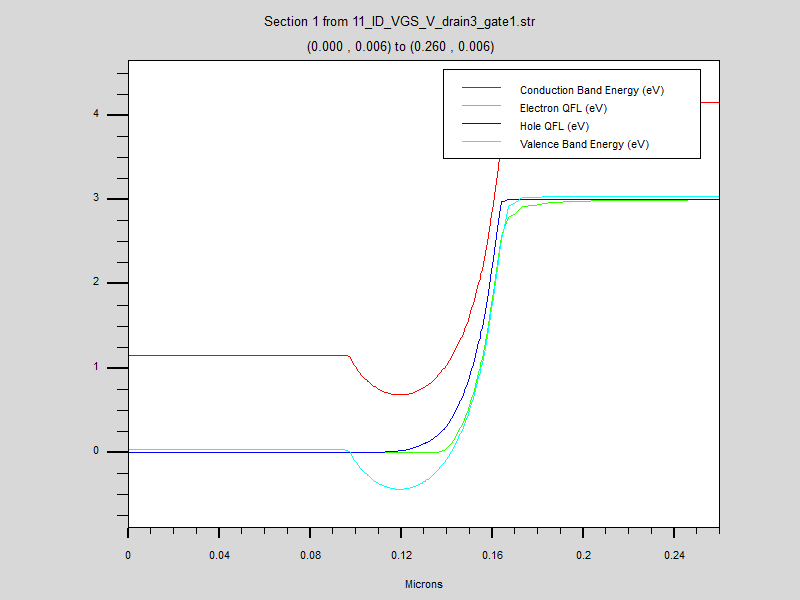 Section 1 from 11_ID_VGS_V_drain3_gate1.str
(0.000 , 0.006) to (0.260 , 0.006)
Conduction Band Energy (eV)
Electron QFL (eV)
Hole QFL (eV)
Valence Band Energy (eV)
4
3
2
1
0
0 0.04 0.08 0.12 0.16 0.2 0.24
Microns